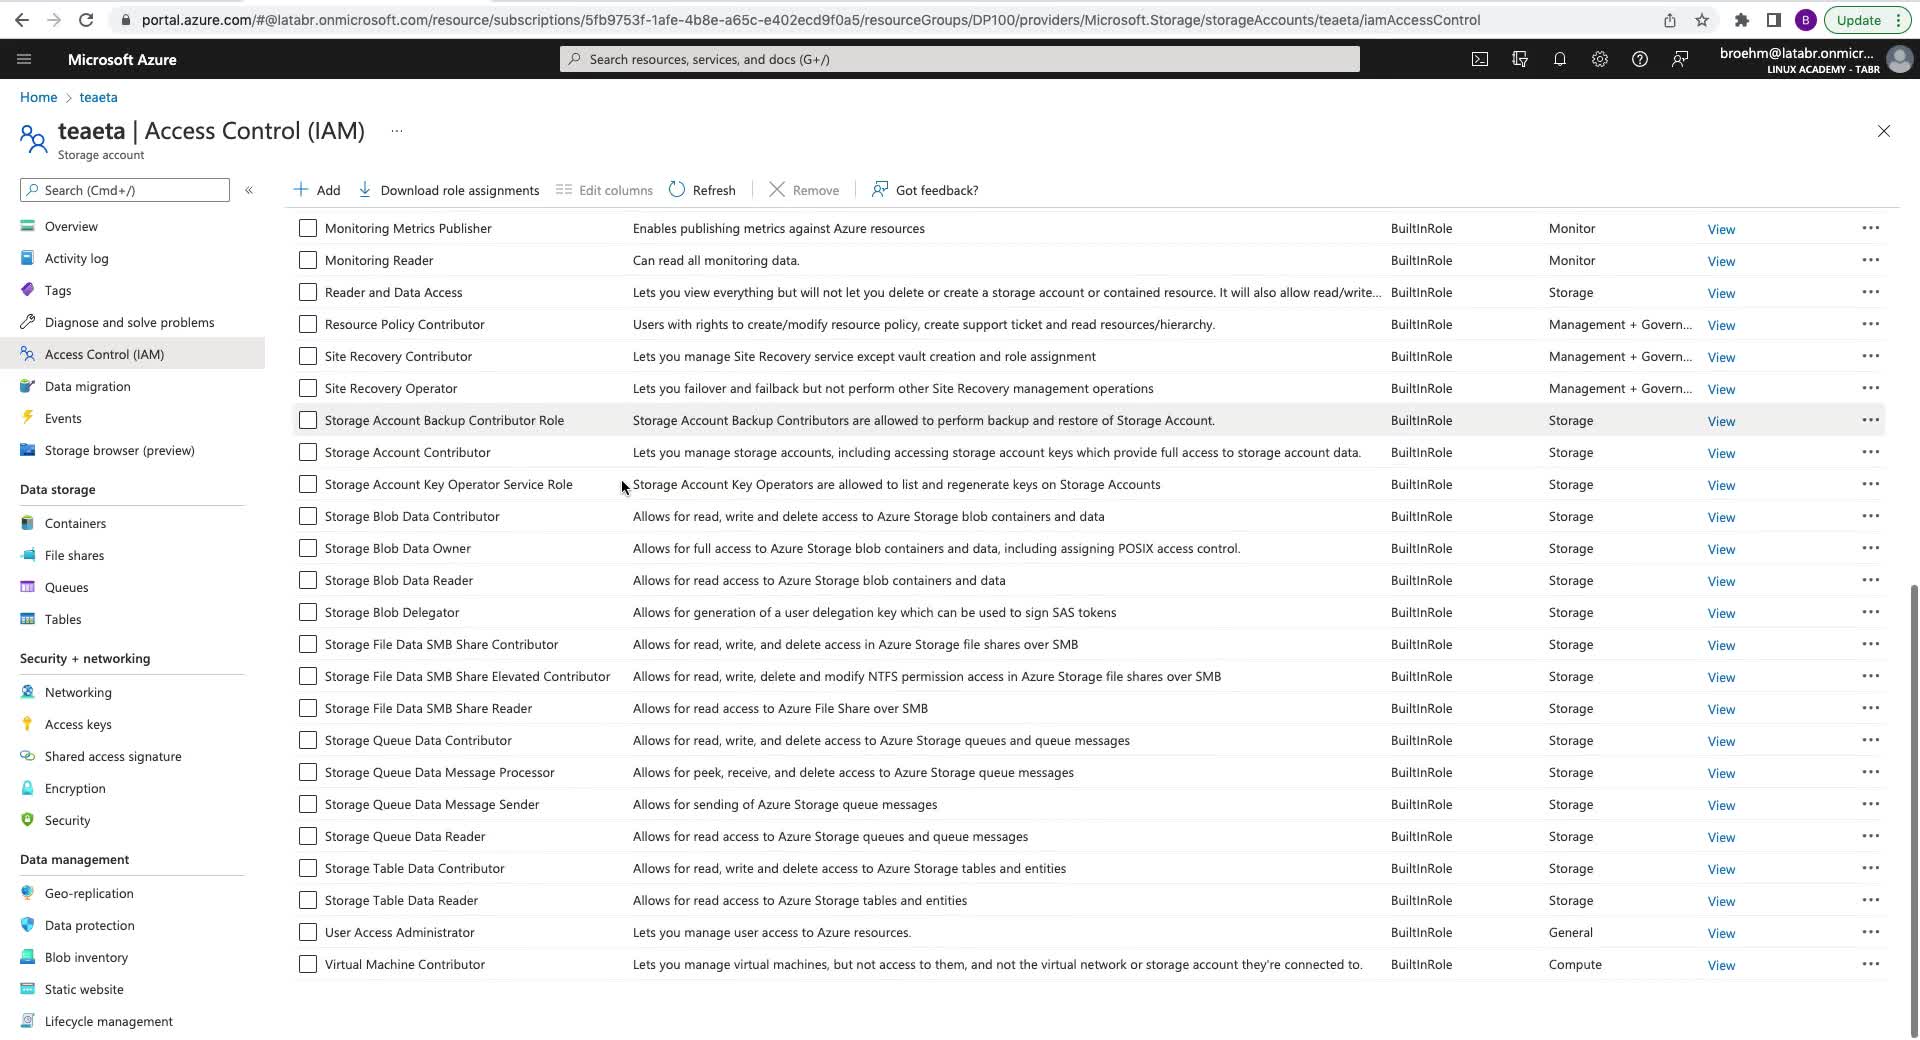 portal.azure.com/#@latabr.onmicrosoft.com/resource/subscriptions/5fb9753f-1afe-4b8e-a65c-e402ecd9f0a5/resourceGroups/DP100/providers/Microsoft.Storage/storageAccounts/teaeta/iamAccessControl
B
Update
Microsoft Azure
Search resources, services, and docs (G+/)
broehm@latabr.onmicr...
LINUX ACADEMY - TABR
Home > teaeta
teaeta | Access Control (IAM) ...
Storage account
Search (Cmd+/)
«
Add
Download role assignments
Edit columns
Refresh
Remove
Got feedback?
Overview
Activity log
Tags
Diagnose and solve problems
Access Control (IAM)
Data migration
Events
Storage browser (preview)
Data storage
Containers
File shares
Queues
Tables
Security + networking
Networking
Access keys
Shared access signature
Encryption
Security
Data management
Geo-replication
Data protection
Blob inventory
Static website
Lifecycle management
Monitoring Metrics Publisher Enables publishing metrics against Azure resources BuiltInRole Monitor View ...
Monitoring Reader Can read all monitoring data. BuiltInRole Monitor View ...
Reader and Data Access Lets you view everything but will not let you delete or create a storage account or contained resource. It will also allow read/write... BuiltInRole Storage View ...
Resource Policy Contributor Users with rights to create/modify resource policy, create support ticket and read resources/hierarchy. BuiltInRole Management + Govern... View ...
Site Recovery Contributor Lets you manage Site Recovery service except vault creation and role assignment BuiltInRole Management + Govern... View ...
Site Recovery Operator Lets you failover and failback but not perform other Site Recovery management operations BuiltInRole Management + Govern... View ...
Storage Account Backup Contributor Role Storage Account Backup Contributors are allowed to perform backup and restore of Storage Account. BuiltInRole Storage View ...
Storage Account Contributor Lets you manage storage accounts, including accessing storage account keys which provide full access to storage account data. BuiltInRole Storage View ...
Storage Account Key Operator Service Role Storage Account Key Operators are allowed to list and regenerate keys on Storage Accounts BuiltInRole Storage View ...
Storage Blob Data Contributor Allows for read, write and delete access to Azure Storage blob containers and data BuiltInRole Storage View ...
Storage Blob Data Owner Allows for full access to Azure Storage blob containers and data, including assigning POSIX access control. BuiltInRole Storage View ...
Storage Blob Data Reader Allows for read access to Azure Storage blob containers and data BuiltInRole Storage View ...
Storage Blob Delegator Allows for generation of a user delegation key which can be used to sign SAS tokens BuiltInRole Storage View ...
Storage File Data SMB Share Contributor Allows for read, write, and delete access in Azure Storage file shares over SMB BuiltInRole Storage View ...
Storage File Data SMB Share Elevated Contributor Allows for read, write, delete and modify NTFS permission access in Azure Storage file shares over SMB BuiltInRole Storage View ...
Storage File Data SMB Share Reader Allows for read access to Azure File Share over SMB BuiltInRole Storage View ...
Storage Queue Data Contributor Allows for read, write, and delete access to Azure Storage queues and queue messages BuiltInRole Storage View ...
Storage Queue Data Message Processor Allows for peek, receive, and delete access to Azure Storage queue messages BuiltInRole Storage View ...
Storage Queue Data Message Sender Allows for sending of Azure Storage queue messages BuiltInRole Storage View ...
Storage Queue Data Reader Allows for read access to Azure Storage queues and queue messages BuiltInRole Storage View ...
Storage Table Data Contributor Allows for read, write and delete access to Azure Storage tables and entities BuiltInRole Storage View ...
Storage Table Data Reader Allows for read access to Azure Storage tables and entities BuiltInRole Storage View ...
User Access Administrator Lets you manage user access to Azure resources. BuiltInRole General View ...
Virtual Machine Contributor Lets you manage virtual machines, but not access to them, and not the virtual network or storage account they're connected to. BuiltInRole Compute View ...